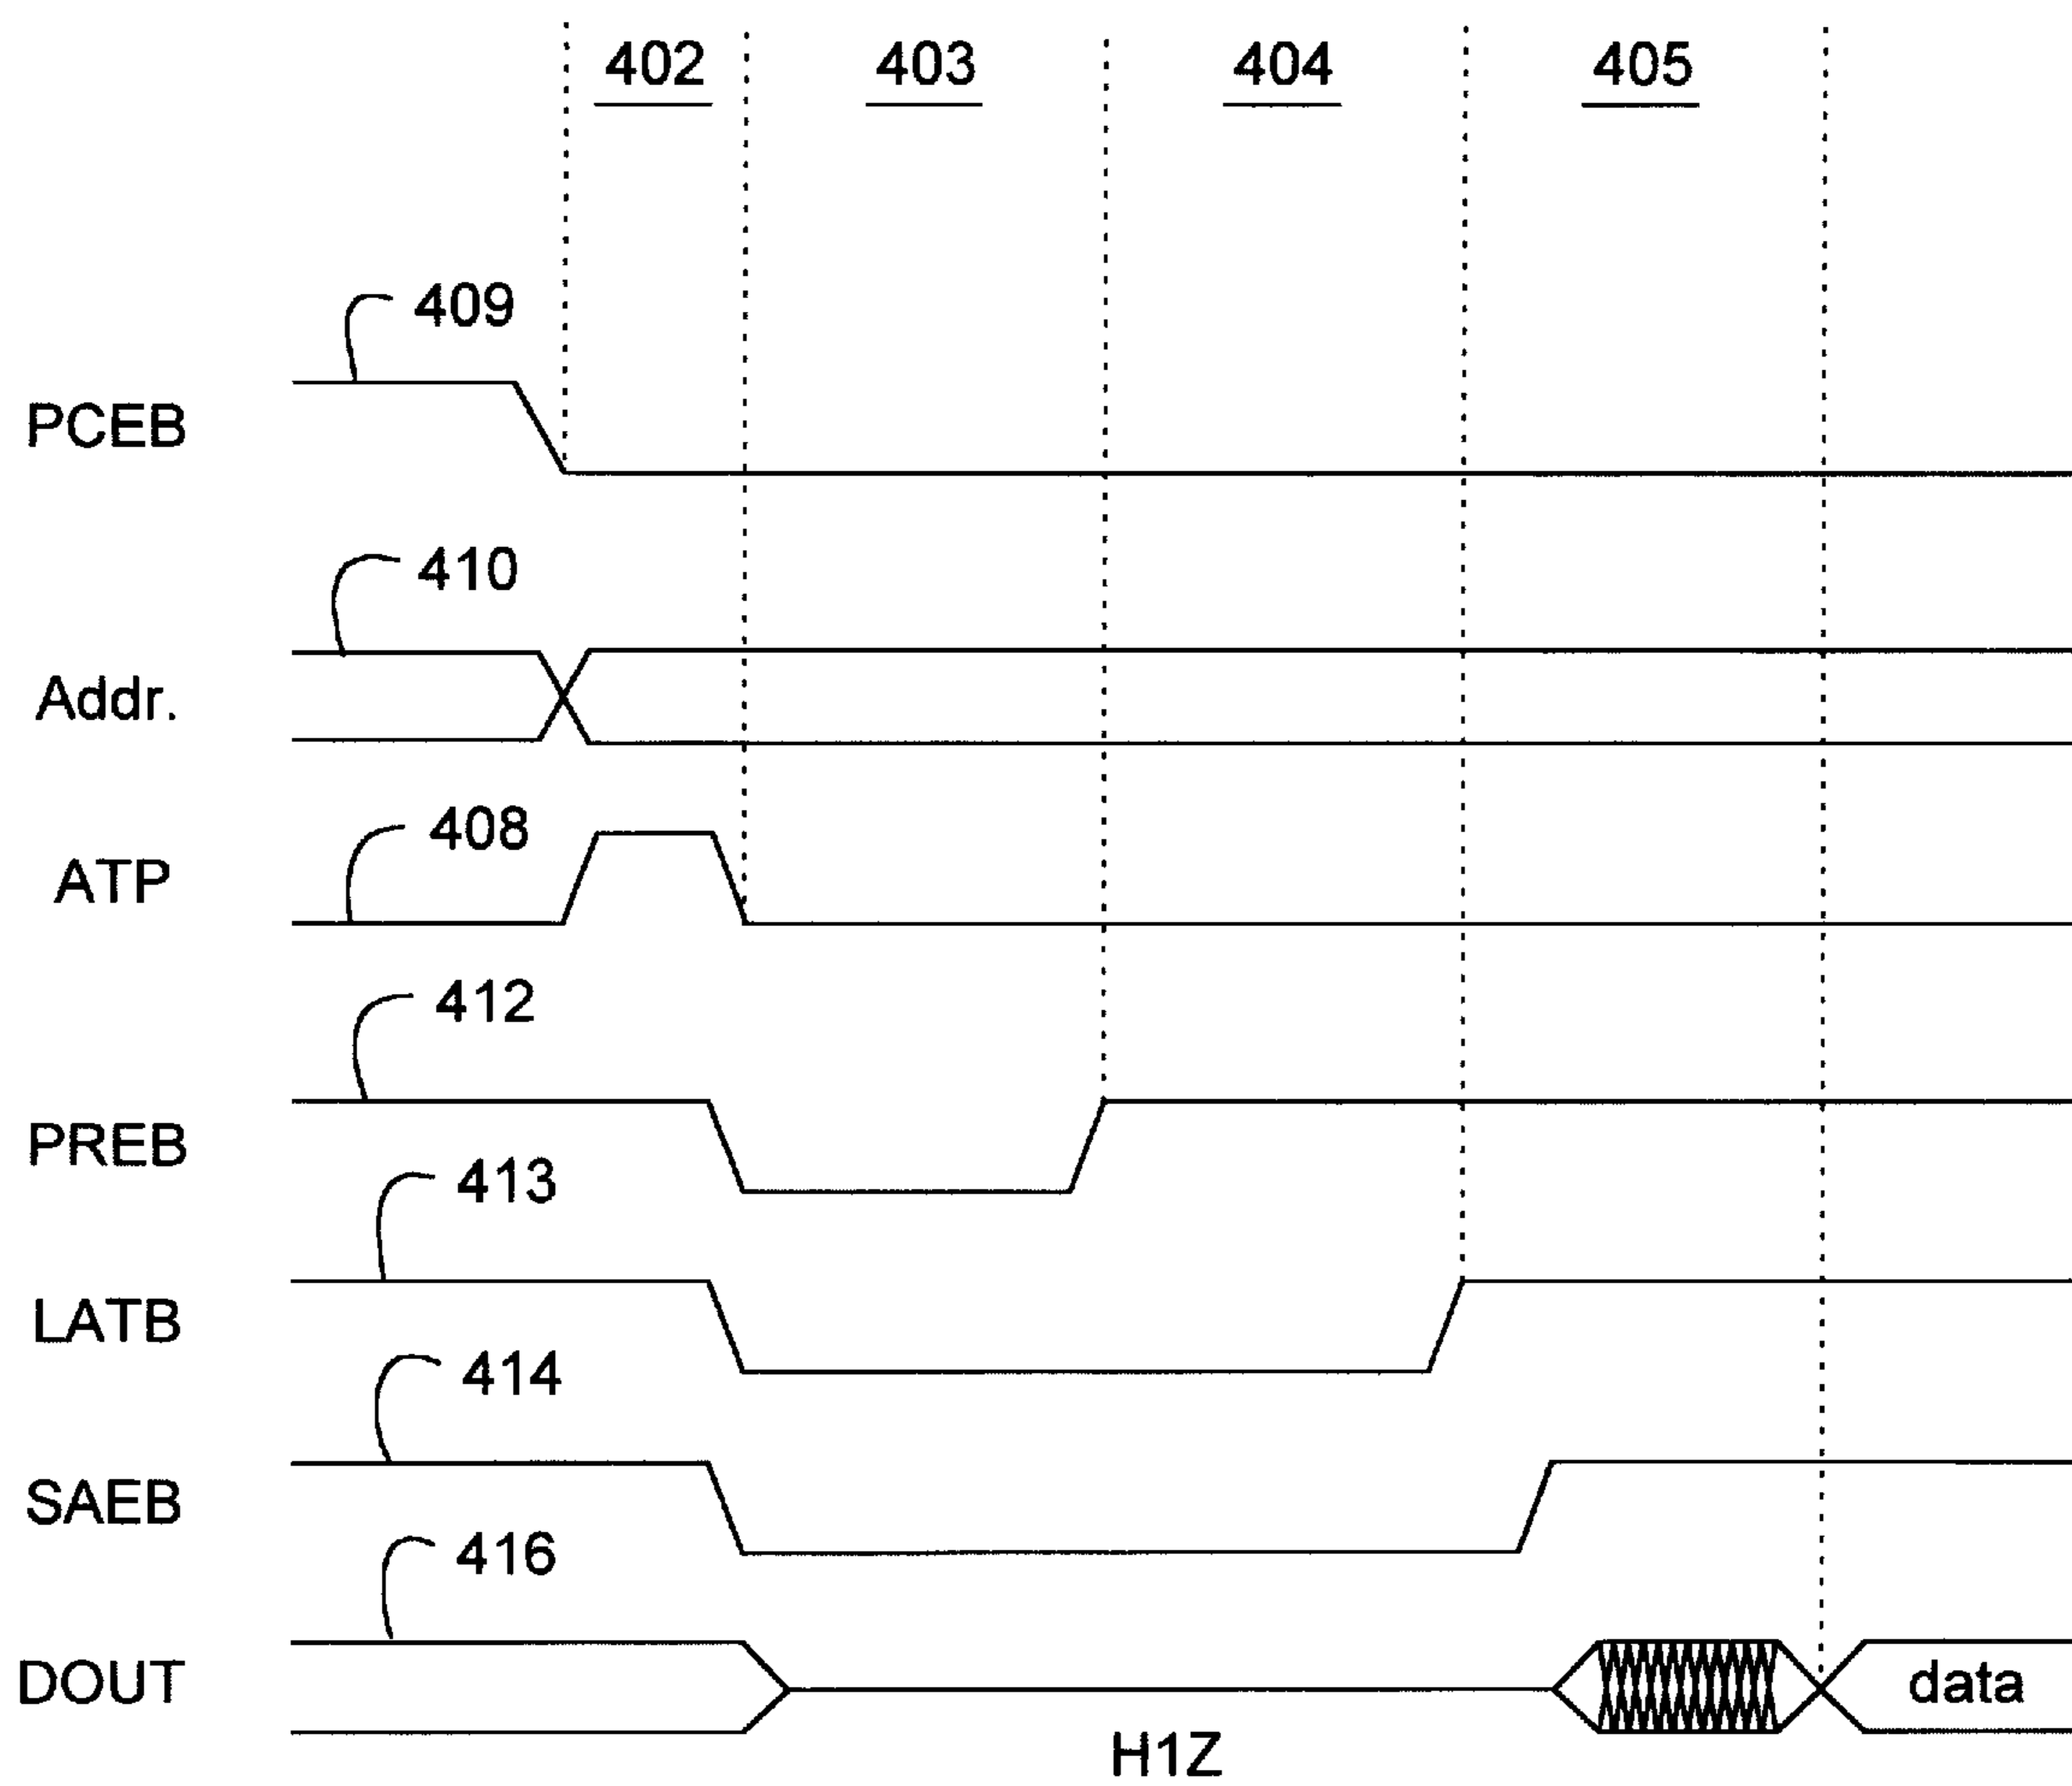 402 403 404 405
409
PCEB
410
Addr.
408
ATP
412
PREB
413
LATB
414
SAEB
416
DOUT
data
H1Z